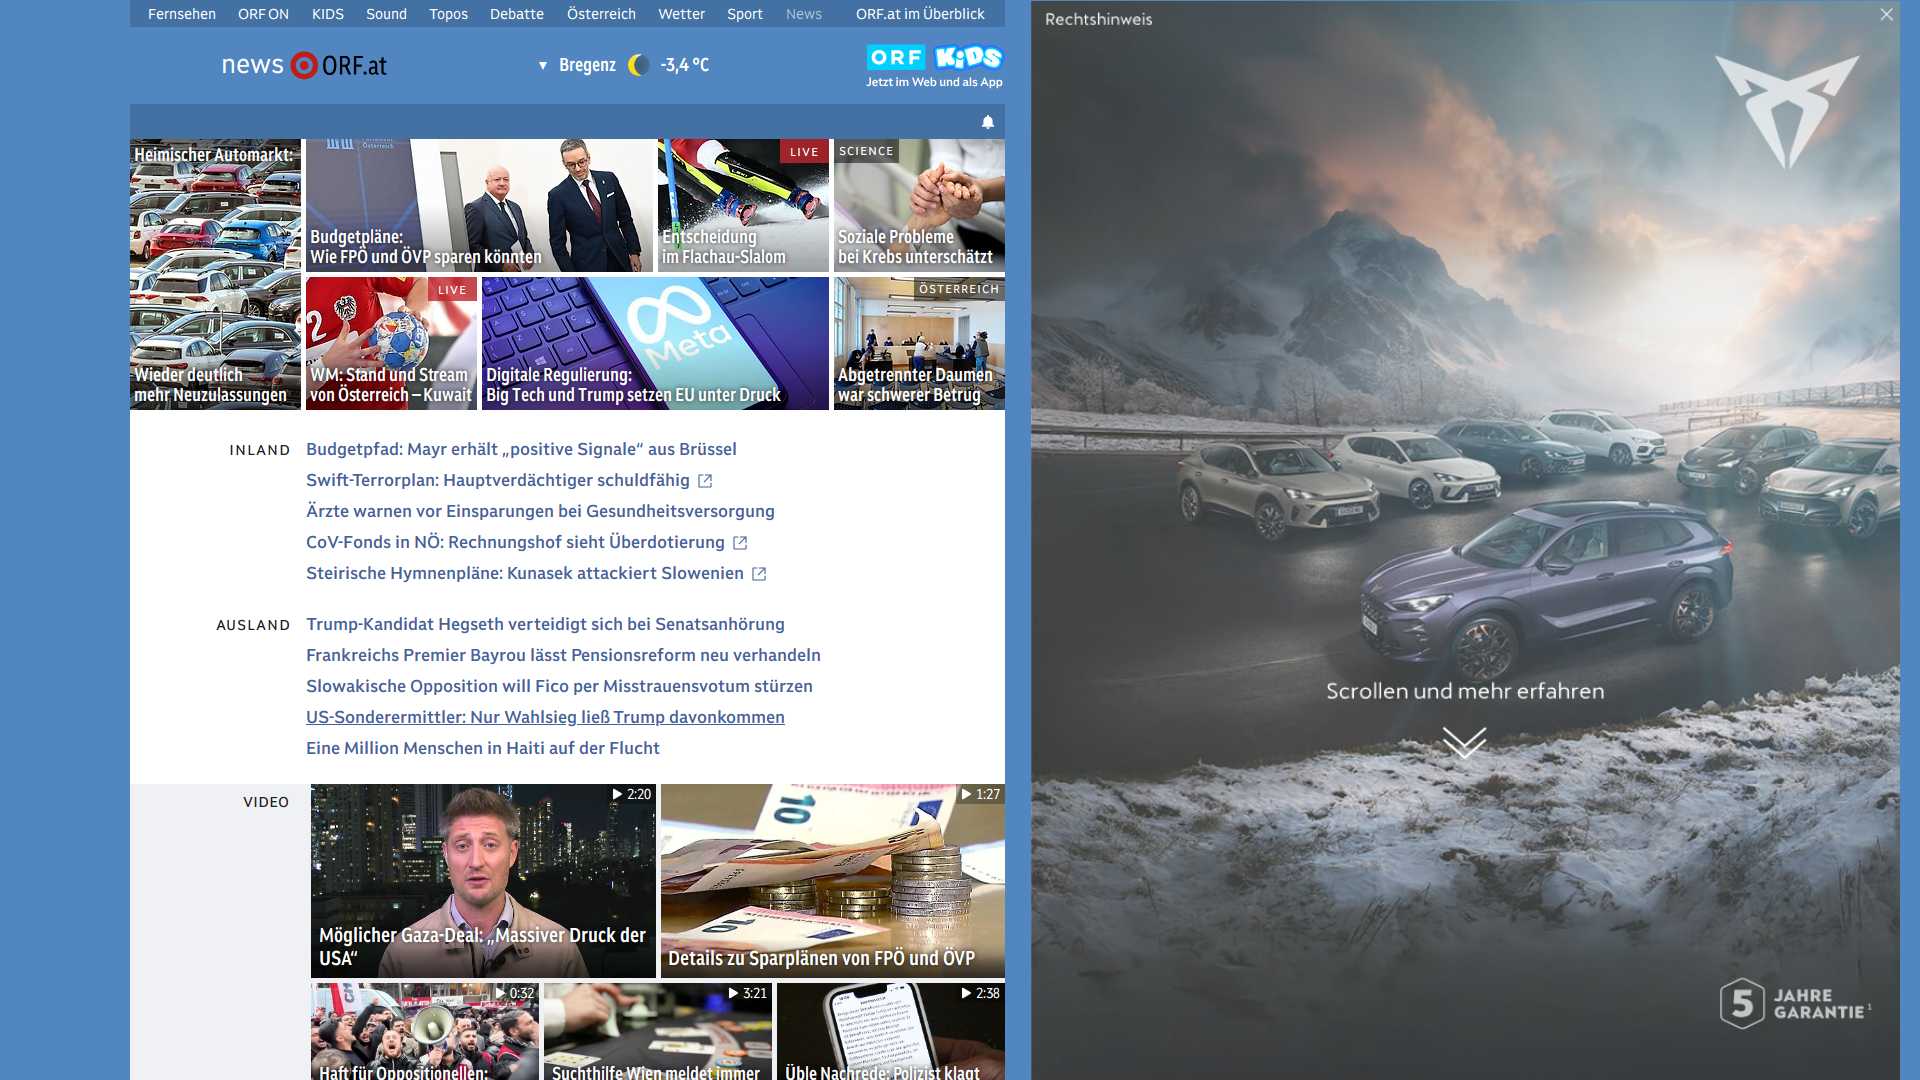 Fernsehen ORF ON KIDS Sound Topos Debatte Österreich Wetter Sport News ORF.at im Überblick
news ORF.at
▼ Bregenz -3,4 °C
ORF KiDS
Jetzt im Web und als App
Heimischer Automarkt:
Wieder deutlich
mehr Neuzulassungen
Budgetpläne:
Wie FPÖ und ÖVP sparen könnten
LIVE
Entscheidung
im Flachau-Slalom
SCIENCE
Soziale Probleme
bei Krebs unterschätzt
LIVE
WM: Stand und Stream
von Österreich – Kuwait
Meta
Digitale Regulierung:
Big Tech und Trump setzen EU unter Druck
ÖSTERREICH
Abgetrennter Daumen
war schwerer Betrug
INLAND
Budgetpfad: Mayr erhält „positive Signale“ aus Brüssel
Swift-Terrorplan: Hauptverdächtiger schuldfähig
Ärzte warnen vor Einsparungen bei Gesundheitsversorgung
CoV-Fonds in NÖ: Rechnungshof sieht Überdotierung
Steirische Hymnenpläne: Kunasek attackiert Slowenien
AUSLAND
Trump-Kandidat Hegseth verteidigt sich bei Senatsanhörung
Frankreichs Premier Bayrou lässt Pensionsreform neu verhandeln
Slowakische Opposition will Fico per Misstrauensvotum stürzen
US-Sonderermittler: Nur Wahlsieg ließ Trump davonkommen
Eine Million Menschen in Haiti auf der Flucht
VIDEO
2:20
Möglicher Gaza-Deal: „Massiver Druck der
USA“
1:27
Details zu Sparplänen von FPÖ und ÖVP
0:32
Haft für Oppositionellen:
3:21
Suchthilfe Wien meldet immer
2:38
Üble Nachrede: Polizist klagt
Rechtshinweis
Scrollen und mehr erfahren
5 JAHRE
GARANTIE¹